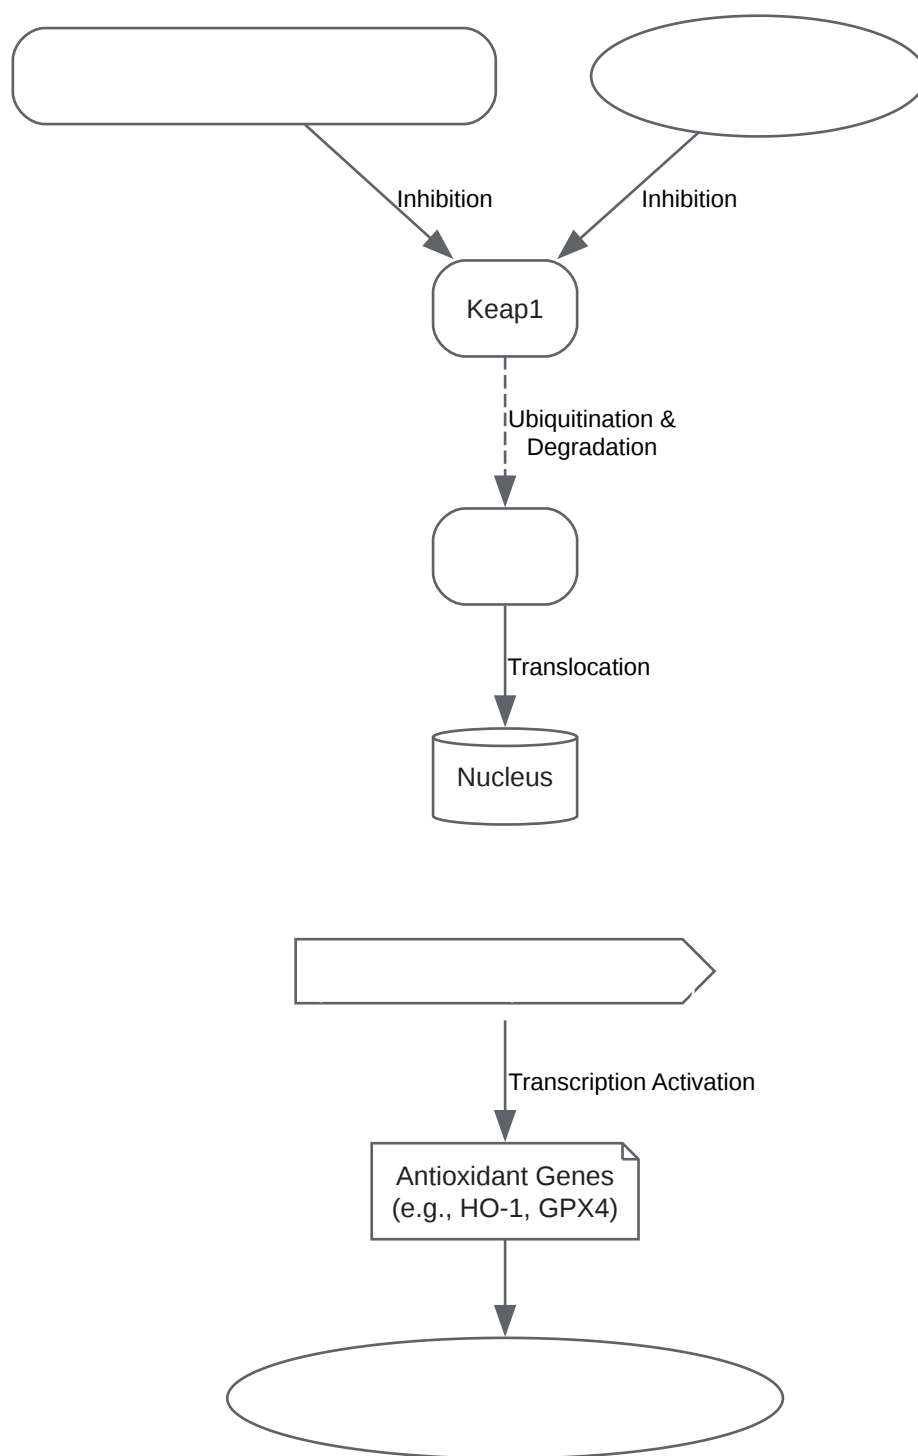 Inhibition
Inhibition
Keap1
Ubiquitination &
Degradation
Translocation
Nucleus
Transcription Activation
Antioxidant Genes
(e.g., HO-1, GPX4)